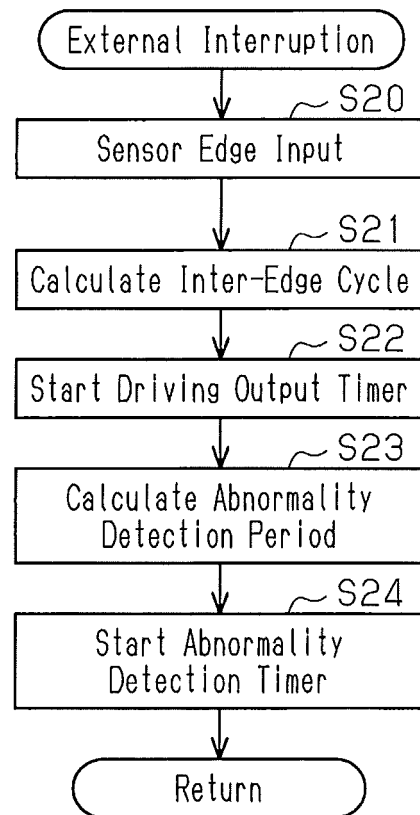 External Interruption
S20
Sensor Edge Input
S21
Calculate Inter-Edge Cycle
S22
Start Driving Output Timer
S23
Calculate Abnormality
Detection Period
S24
Start Abnormality
Detection Timer
Return